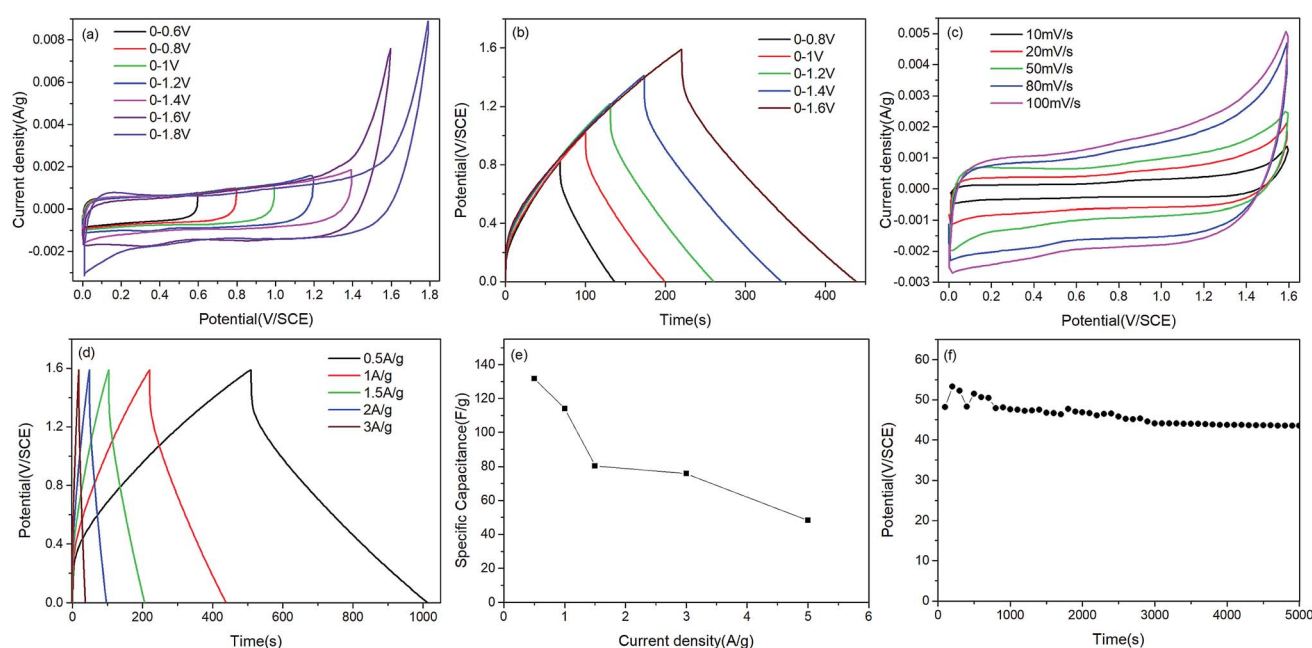 (a)
0-0.6V
0-0.8V
0-1V
0-1.2V
0-1.4V
0-1.6V
0-1.8V
0.008
0.006
0.004
0.002
0.000
-0.002
Current density(A/g)
0.0 0.2 0.4 0.6 0.8 1.0 1.2 1.4 1.6 1.8
Potential(V/SCE)
(b)
0-0.8V
0-1V
0-1.2V
0-1.4V
0-1.6V
1.6
1.2
0.8
0.4
0.0
Potential(V/SCE)
0 100 200 300 400
Time(s)
(c)
10mV/s
20mV/s
50mV/s
80mV/s
100mV/s
0.005
0.004
0.003
0.002
0.001
0.000
-0.001
-0.002
-0.003
Current density(A/g)
0.0 0.2 0.4 0.6 0.8 1.0 1.2 1.4 1.6
Potential(V/SCE)
(d)
0.5A/g
1A/g
1.5A/g
2A/g
3A/g
1.6
1.2
0.8
0.4
0.0
Potential(V/SCE)
0 200 400 600 800 1000
Time(s)
(e)
140
120
100
80
60
40
20
0
Specific Capacitance(F/g)
0 1 2 3 4 5 6
Current density(A/g)
(f)
60
50
40
30
20
10
0
Potential(V/SCE)
0 1000 2000 3000 4000 5000
Time(s)